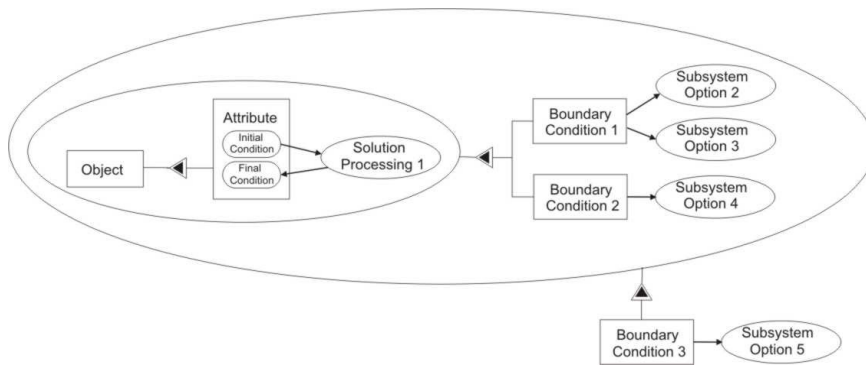 Object
Attribute
Initial
Condition
Final
Condition
Solution
Processing 1
Boundary
Condition 1
Boundary
Condition 2
Subsystem
Option 2
Subsystem
Option 3
Subsystem
Option 4
Boundary
Condition 3
Subsystem
Option 5